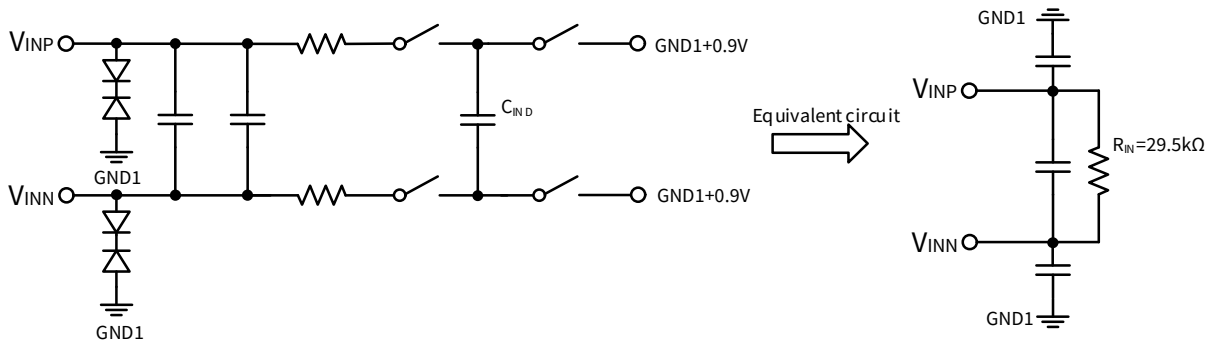 VINP
GND1+0.9V
GND1
CIND
VINN
GND1+0.9V
GND1
Equivalent circuit
GND1
VINP
RIN=29.5kΩ
VINN
GND1